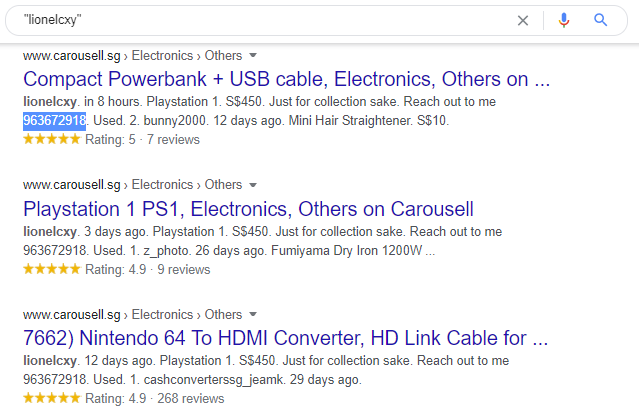 "lionelcxy"
www.carousell.sg › Electronics › Others
Compact Powerbank + USB cable, Electronics, Others on ...
lionelcxy. in 8 hours. Playstation 1. S$450. Just for collection sake. Reach out to me
963672918. Used. 2. bunny2000. 12 days ago. Mini Hair Straightener. S$10.
Rating: 5 · 7 reviews
www.carousell.sg › Electronics › Others
Playstation 1 PS1, Electronics, Others on Carousell
lionelcxy. 3 days ago. Playstation 1. S$450. Just for collection sake. Reach out to me
963672918. Used. 1. z_photo. 26 days ago. Fumiyama Dry Iron 1200W ...
Rating: 4.9 · 9 reviews
www.carousell.sg › Electronics › Others
7662) Nintendo 64 To HDMI Converter, HD Link Cable for ...
lionelcxy. 12 days ago. Playstation 1. S$450. Just for collection sake. Reach out to me
963672918. Used. 1. cashconverterssg_jeamk. 29 days ago.
Rating: 4.9 · 268 reviews